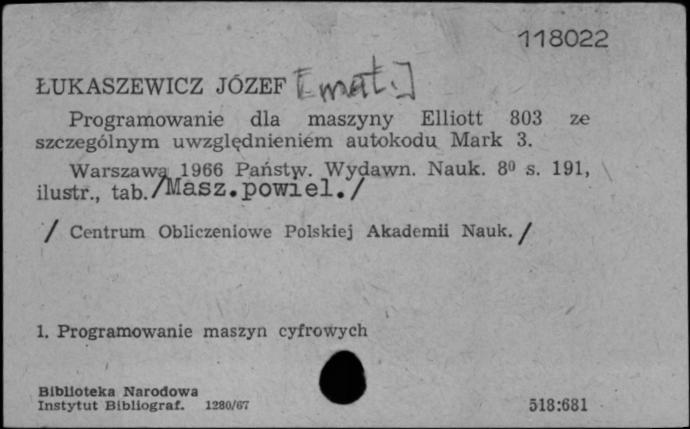 118022
ŁUKASZEWICZ JÓZEF [mat.]
Programowanie dla maszyny Elliott 803 ze
szczególnym uwzględnieniem autokodu Mark 3.
Warszawa 1966 Państw. Wydawn. Nauk. 8⁰ s. 191,
ilustr., tab./Masz.powiel./
/ Centrum Obliczeniowe Polskiej Akademii Nauk. /
1. Programowanie maszyn cyfrowych
Biblioteka Narodowa
Instytut Bibliograf. 1280/67 518:681